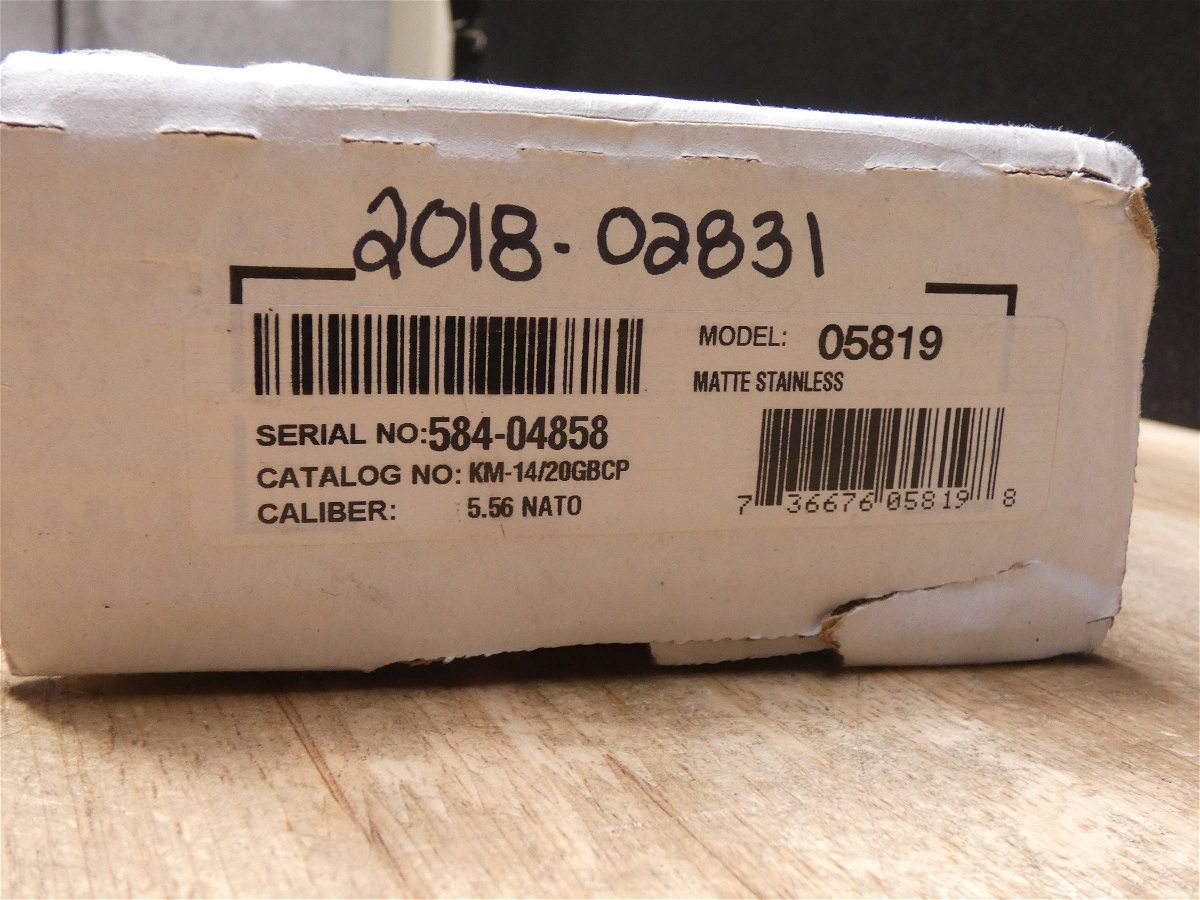 2018-02831
MODEL: 05819
MATTE STAINLESS
SERIAL NO:584-04858
CATALOG NO: KM-14/20GBCP
CALIBER: 5.56 NATO
7 36676 05819 8